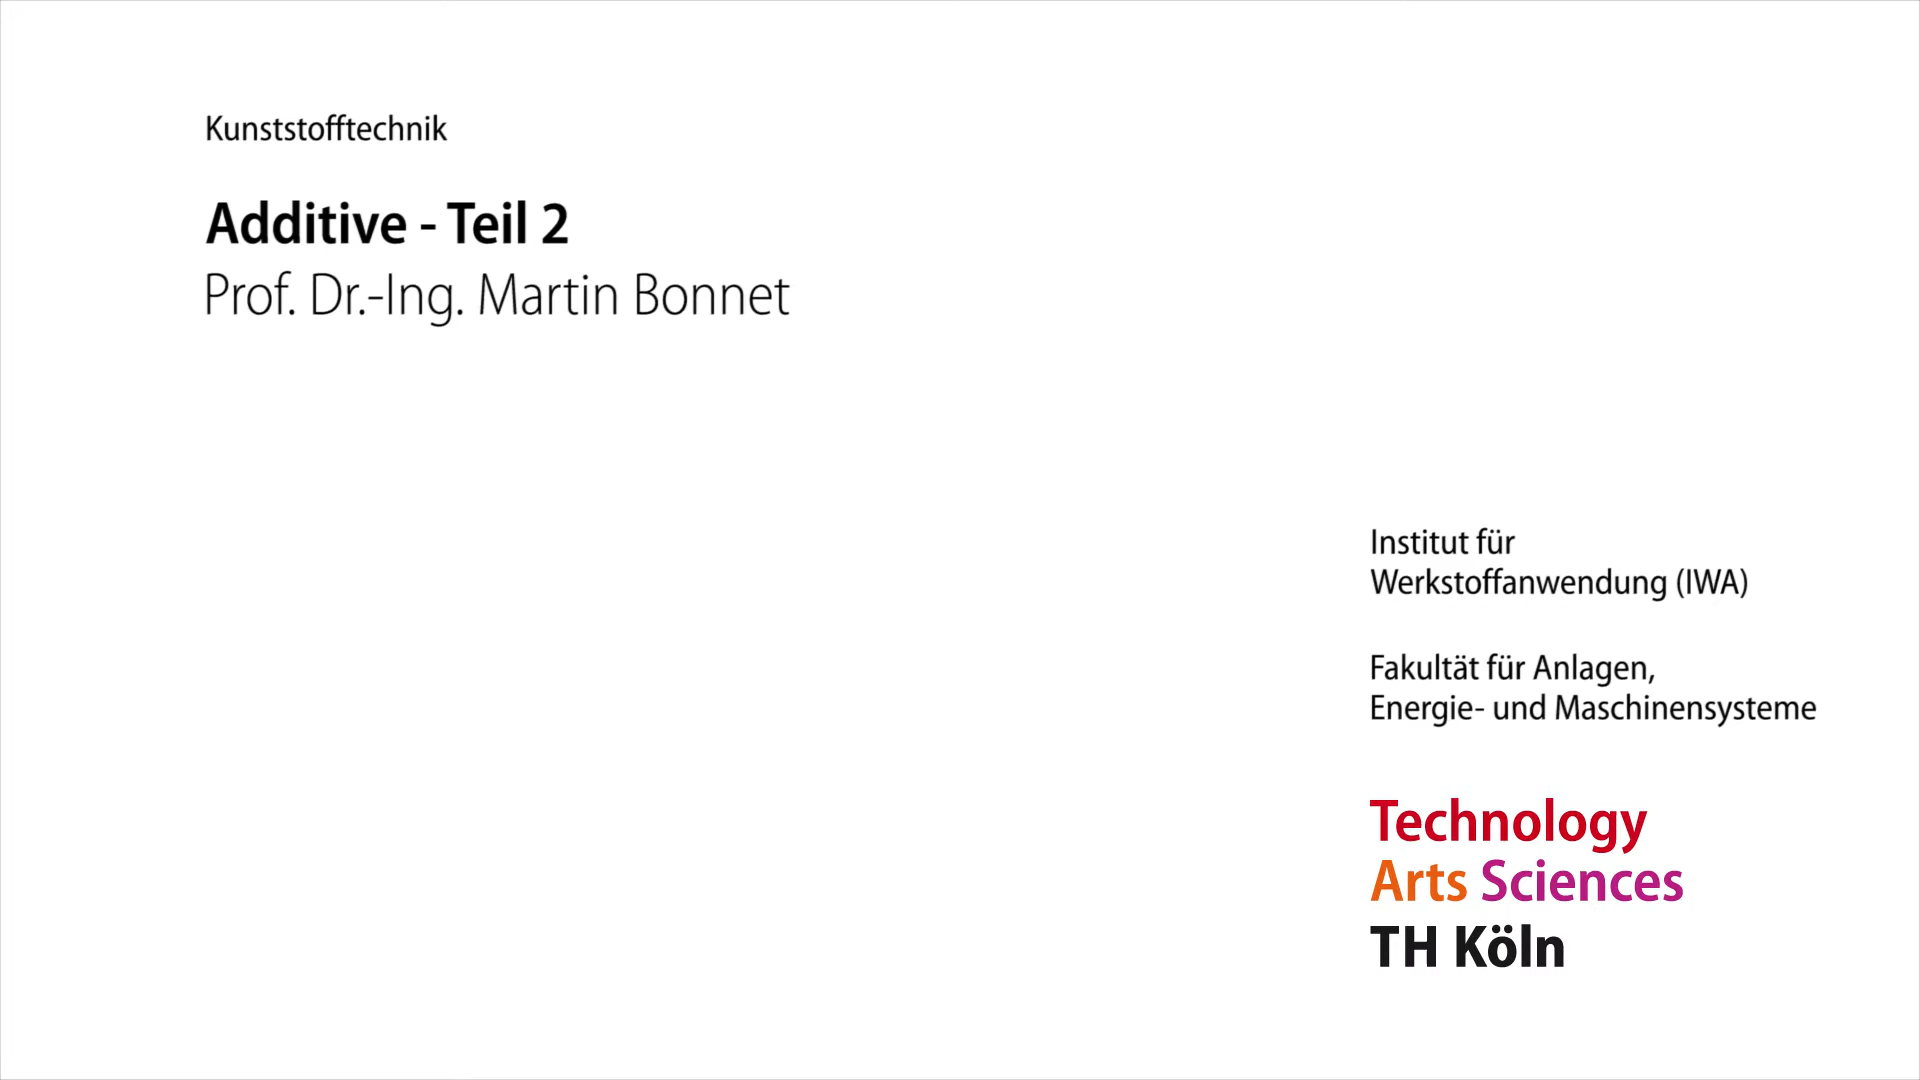 Kunststofftechnik
Additive - Teil 2
Prof. Dr.-Ing. Martin Bonnet
Institut für
Werkstoffanwendung (IWA)
Fakultät für Anlagen,
Energie- und Maschinensysteme
Technology
Arts Sciences
TH Köln